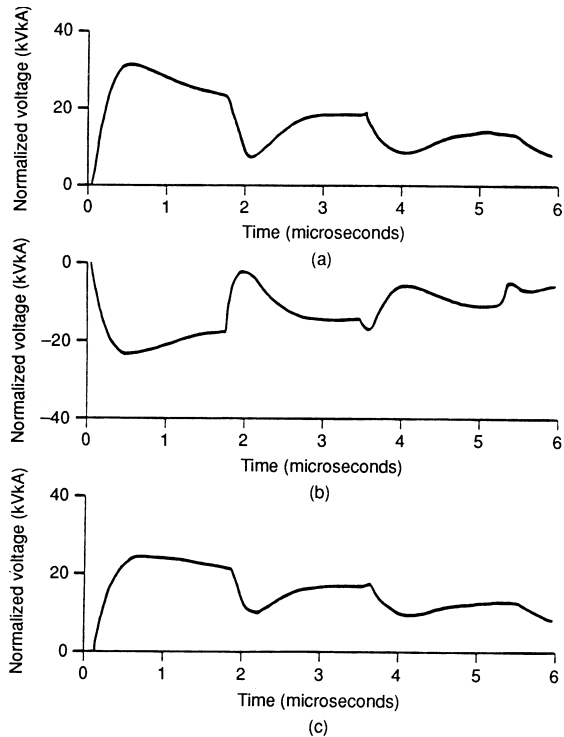 Normalized voltage (kVkA)
40
20
0
0 1 2 3 4 5 6
Time (microseconds)
(a)
Normalized voltage (kVkA)
0
−20
−40
0 1 2 3 4 5 6
Time (microseconds)
(b)
Normalized voltage (kVkA)
40
20
0
0 1 2 3 4 5 6
Time (microseconds)
(c)